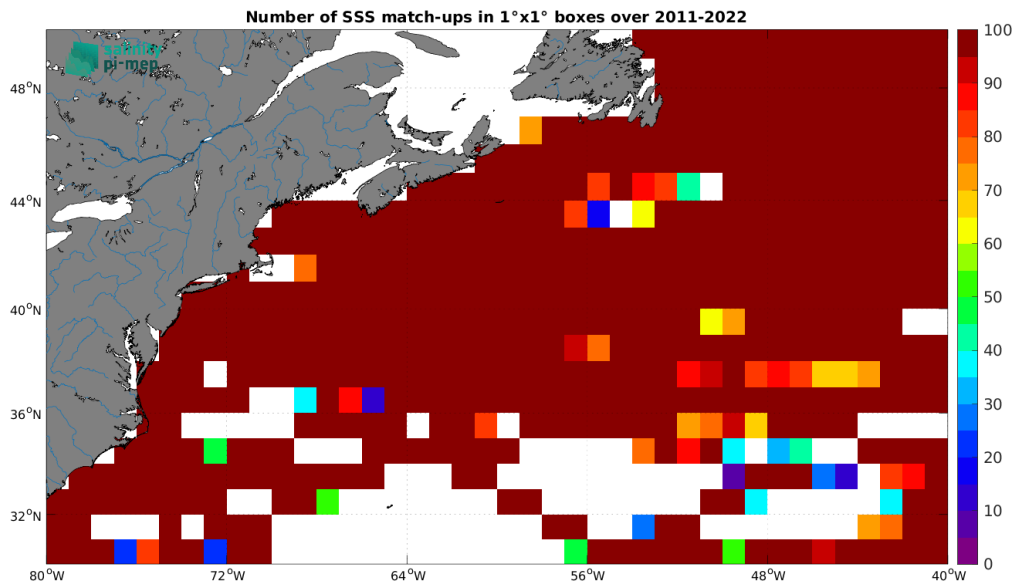 Number of SSS match-ups in 1°x1° boxes over 2011-2022
salinity
pi-mep
48°N
44°N
40°N
36°N
32°N
80°W 72°W 64°W 56°W 48°W 40°W
100
90
80
70
60
50
40
30
20
10
0